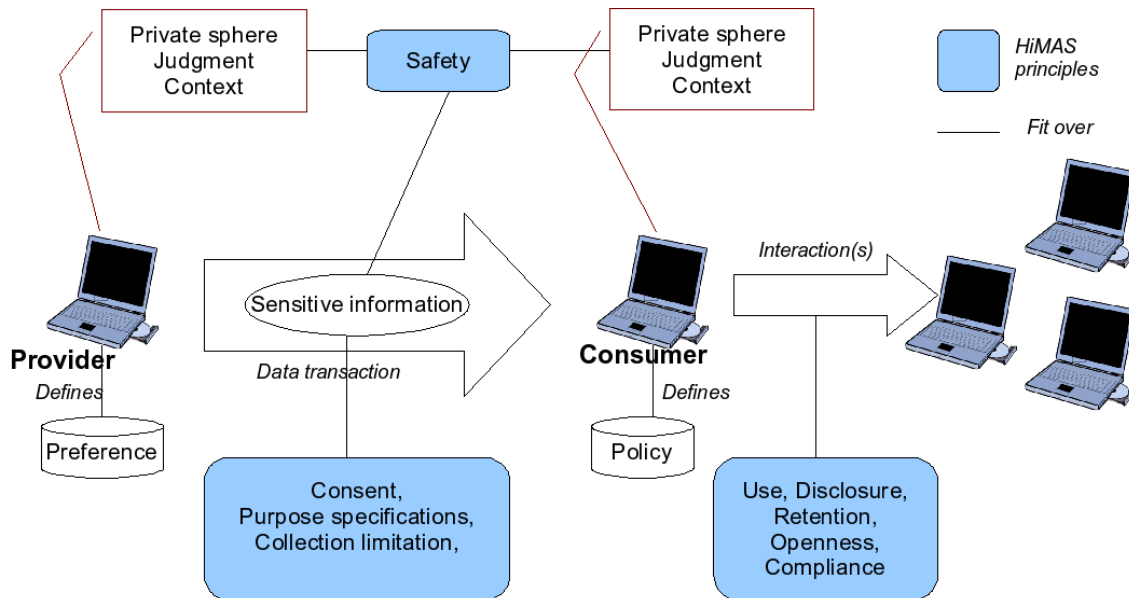 Private sphere
Judgment
Context
Safety
Private sphere
Judgment
Context
HiMAS
principles
Fit over
Interaction(s)
Sensitive information
Provider
Data transaction
Consumer
Defines
Defines
Preference
Policy
Consent,
Purpose specifications,
Collection limitation,
Use, Disclosure,
Retention,
Openness,
Compliance